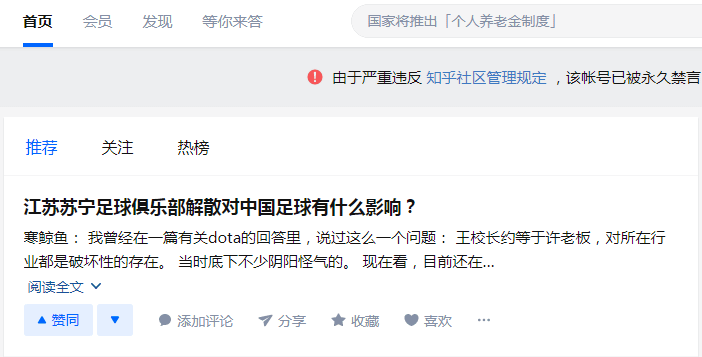 首页 会员 发现 等你来答 国家将推出「个人养老金制度」
由于严重违反 知乎社区管理规定 ，该帐号已被永久禁言
推荐 关注 热榜
江苏苏宁足球俱乐部解散对中国足球有什么影响？
寒鲸鱼： 我曾经在一篇有关dota的回答里，说过这么一个问题： 王校长约等于许老板，对所在行
业都是破坏性的存在。 当时底下不少阴阳怪气的。 现在看，目前还在...
阅读全文
赞同 添加评论 分享 收藏 喜欢 ···